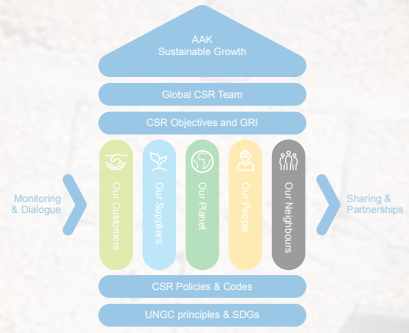 AAK
Sustainable Growth
Global CSR Team
CSR Objectives and GRI
Our Customers
Our Suppliers
Our Planet
Our People
Our Neighbours
Monitoring
& Dialogue
Sharing &
Partnerships
CSR Policies & Codes
UNGC principles & SDGs